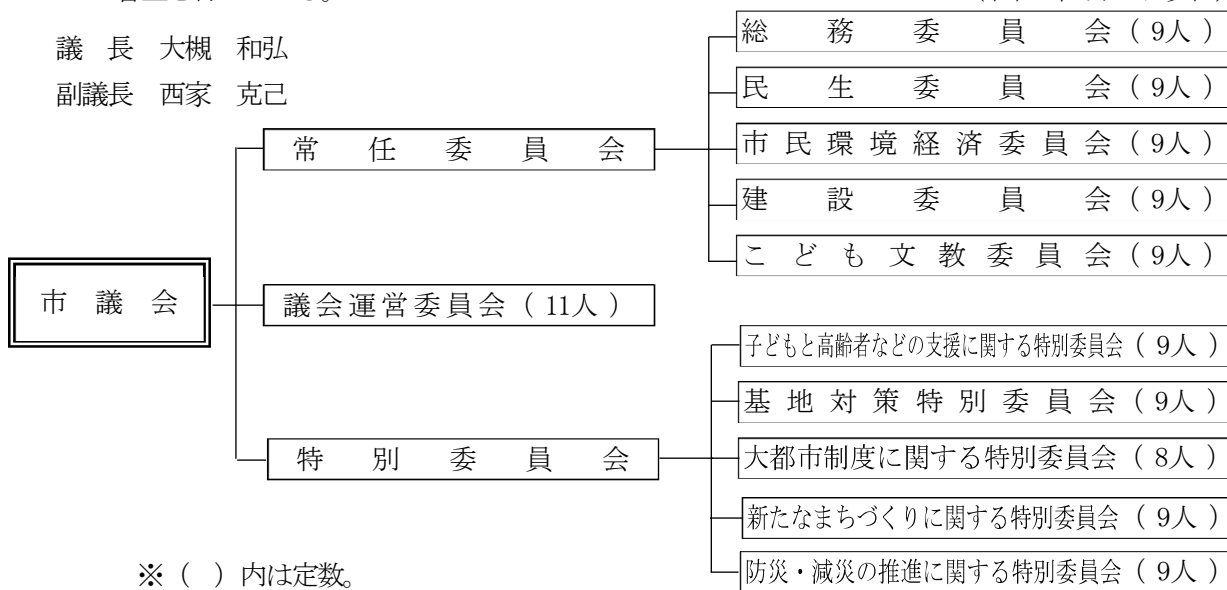 議 長 大槻 和弘
副議長 西家 克己
市議会
常任委員会
総務委員会(9人)
民生委員会(9人)
市民環境経済委員会(9人)
建設委員会(9人)
こども文教委員会(9人)
議会運営委員会(11人)
特別委員会
子どもと高齢者などの支援に関する特別委員会(9人)
基地対策特別委員会(9人)
大都市制度に関する特別委員会(8人)
新たなまちづくりに関する特別委員会(9人)
防災・減災の推進に関する特別委員会(9人)
※( )内は定数。